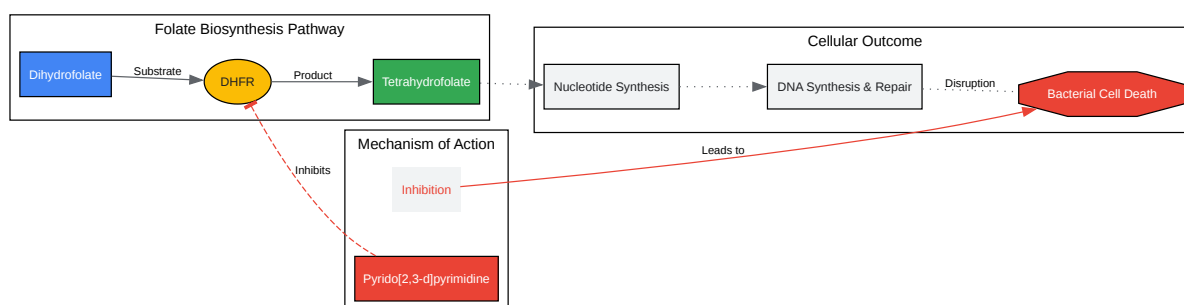 Folate Biosynthesis Pathway
Dihydrofolate
Substrate
DHFR
Product
Tetrahydrofolate
Cellular Outcome
Nucleotide Synthesis
DNA Synthesis & Repair
Disruption
Bacterial Cell Death
Mechanism of Action
Inhibits
Inhibition
Leads to
Pyrido[2,3-d]pyrimidine